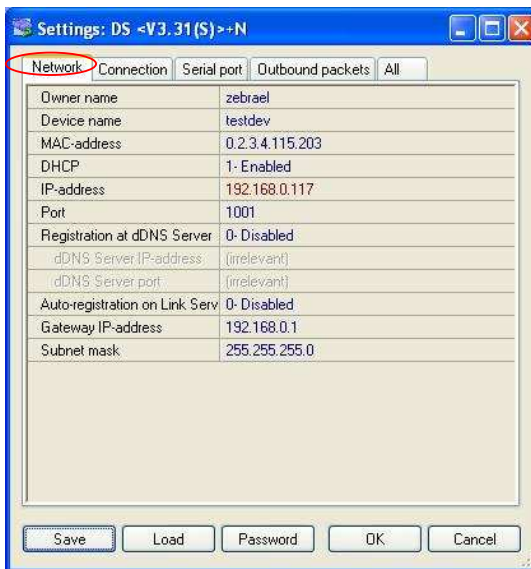 Settings: DS <V3.31(S)>+N
Network Connection Serial port Outbound packets All
Owner name zebrael
Device name testdev
MAC-address 0.2.3.4.115.203
DHCP 1- Enabled
IP-address 192.168.0.117
Port 1001
Registration at dDNS Server 0- Disabled
dDNS Server IP-address (irrelevant)
dDNS Server port (irrelevant)
Auto-registration on Link Serv 0- Disabled
Gateway IP-address 192.168.0.1
Subnet mask 255.255.255.0
Save Load Password OK Cancel